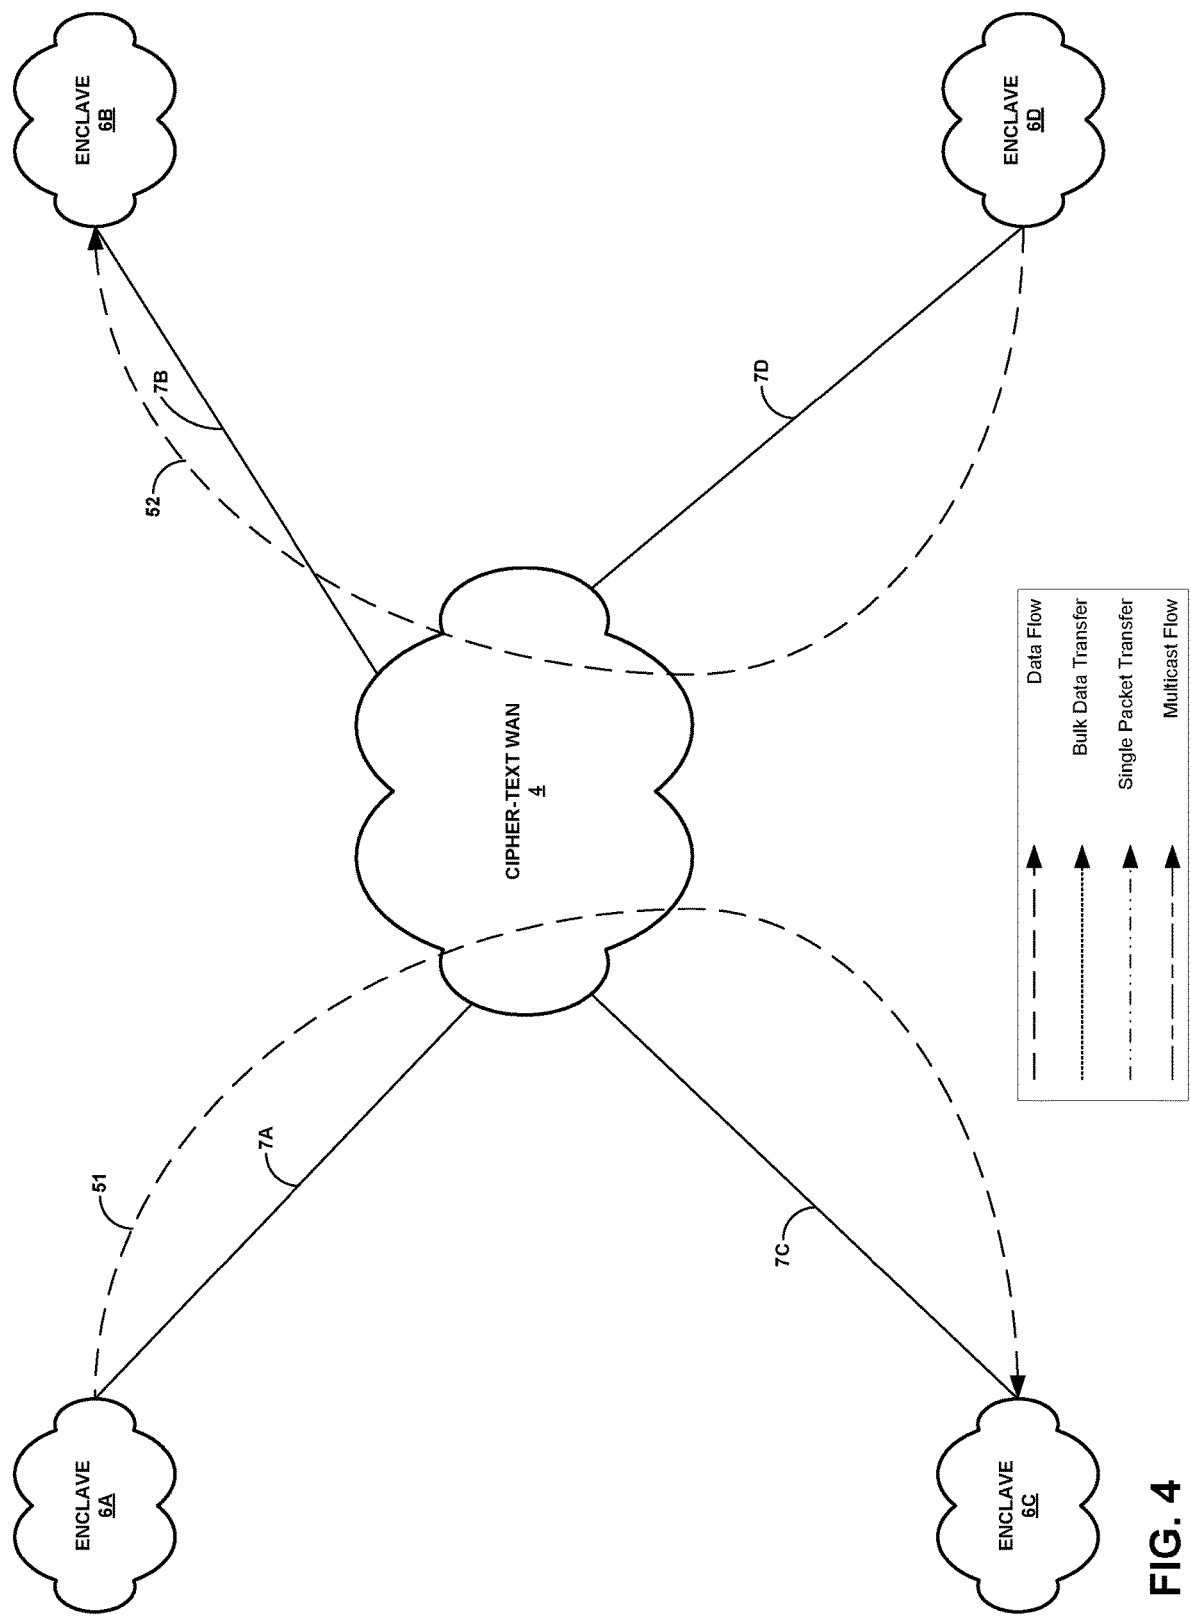 ENCLAVE
6A
ENCLAVE
6B
51
52
7A
7B
CIPHER-TEXT WAN
4
7C
7D
ENCLAVE
6C
ENCLAVE
6D
Data Flow
Bulk Data Transfer
Single Packet Transfer
Multicast Flow
FIG. 4